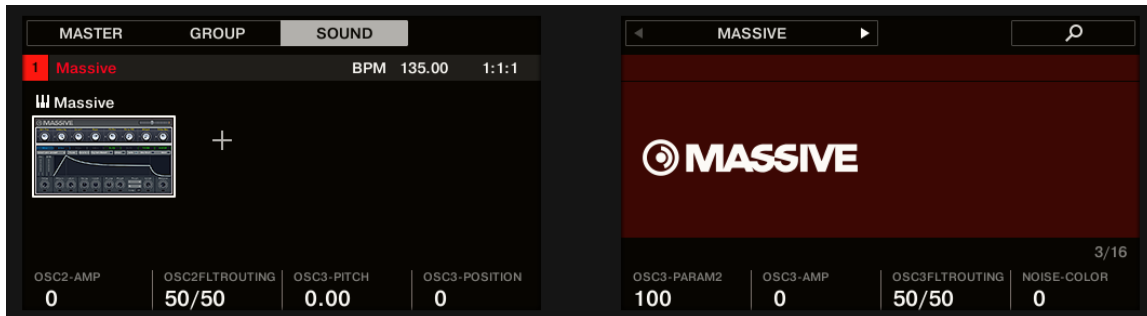 MASTER GROUP SOUND
1 Massive BPM 135.00 1:1:1
Massive
MASSIVE
OSC2-AMP OSC2FLTROUTING OSC3-PITCH OSC3-POSITION
0 50/50 0.00 0
MASSIVE
MASSIVE
3/16
OSC3-PARAM2 OSC3-AMP OSC3FLTROUTING NOISE-COLOR
100 0 50/50 0